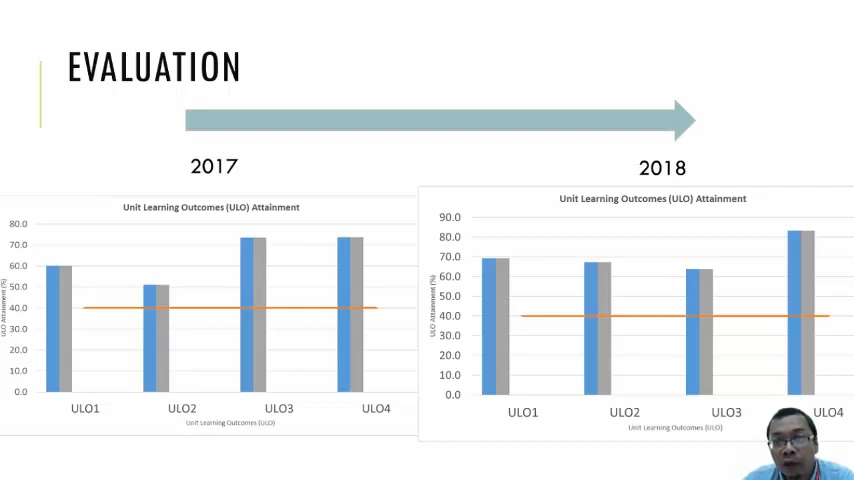 EVALUATION
2017
2018
Unit Learning Outcomes (ULO) Attainment
80.0
70.0
60.0
50.0
40.0
30.0
20.0
10.0
0.0
ULO Attainment (%)
ULO1 ULO2 ULO3 ULO4
Unit Learning Outcomes (ULO)
Unit Learning Outcomes (ULO) Attainment
90.0
80.0
70.0
60.0
50.0
40.0
30.0
20.0
10.0
0.0
ULO Attainment (%)
ULO1 ULO2 ULO3 ULO4
Unit Learning Outcomes (ULO)